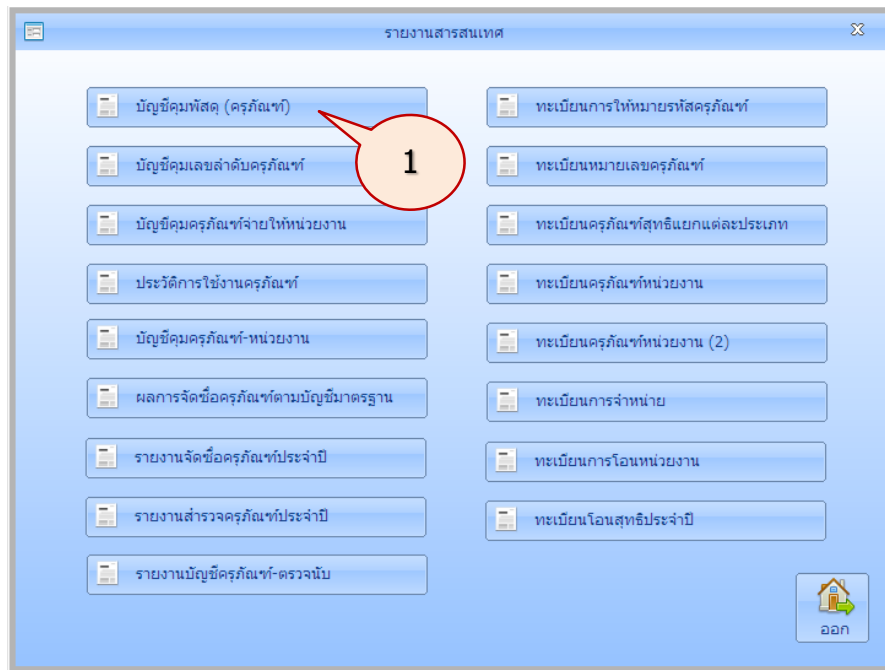 รายงานสารสนเทศ
บัญชีคุมพัสดุ (ครุภัณฑ์)
บัญชีคุมเลขลำดับครุภัณฑ์
บัญชีคุมครุภัณฑ์จ่ายให้หน่วยงาน
ประวัติการใช้งานครุภัณฑ์
บัญชีคุมครุภัณฑ์-หน่วยงาน
ผลการจัดซื้อครุภัณฑ์ตามบัญชีมาตรฐาน
รายงานจัดซื้อครุภัณฑ์ประจำปี
รายงานสำรวจครุภัณฑ์ประจำปี
รายงานบัญชีครุภัณฑ์-ตรวจนับ
1
ทะเบียนการให้หมายรหัสครุภัณฑ์
ทะเบียนหมายเลขครุภัณฑ์
ทะเบียนครุภัณฑ์สุทธิแยกแต่ละประเภท
ทะเบียนครุภัณฑ์หน่วยงาน
ทะเบียนครุภัณฑ์หน่วยงาน (2)
ทะเบียนการจำหน่าย
ทะเบียนการโอนหน่วยงาน
ทะเบียนโอนสุทธิประจำปี
ออก